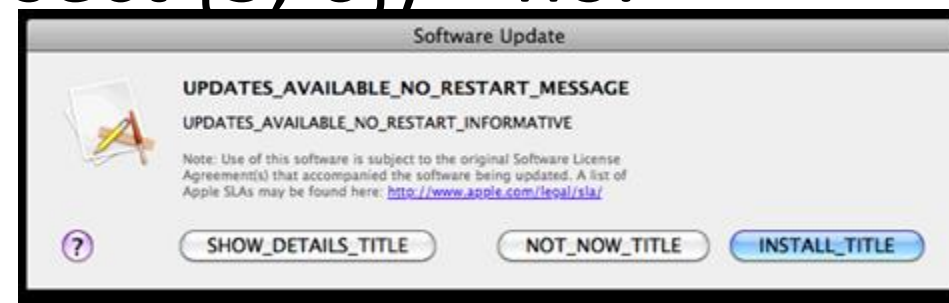 Software Update
UPDATES_AVAILABLE_NO_RESTART_MESSAGE
UPDATES_AVAILABLE_NO_RESTART_INFORMATIVE
Note: Use of this software is subject to the original Software License
Agreement(s) that accompanied the software being updated. A list of
Apple SLAs may be found here: http://www.apple.com/legal/sla/
? SHOW_DETAILS_TITLE NOT_NOW_TITLE INSTALL_TITLE